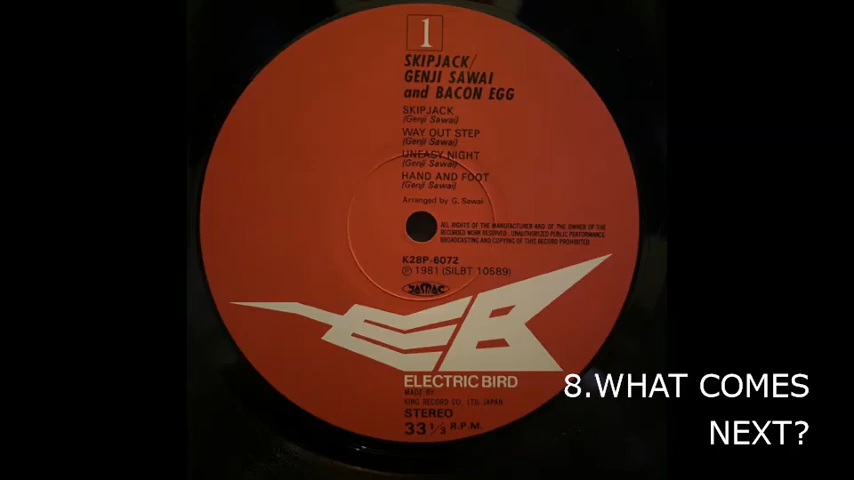 1
SKIPJACK/
GENJI SAWAI
and BACON EGG
SKIPJACK
(Genji Sawai)
WAY OUT STEP
(Genji Sawai)
UNEASY NIGHT
(Genji Sawai)
HAND AND FOOT
(Genji Sawai)
Arranged by G. Sawai
ALL RIGHTS OF THE MANUFACTURER AND OF THE OWNER OF THE
RECORDED WORK RESERVED. UNAUTHORIZED PUBLIC PERFORMANCE
BROADCASTING AND COPYING OF THIS RECORD PROHIBITED
K28P-6072
Ⓟ 1981 (SILBT 10589)
JASRAC
EB
ELECTRIC BIRD
MADE BY
KING RECORD CO., LTD. JAPAN
STEREO
33 1/3 R.P.M.
8.WHAT COMES
NEXT?